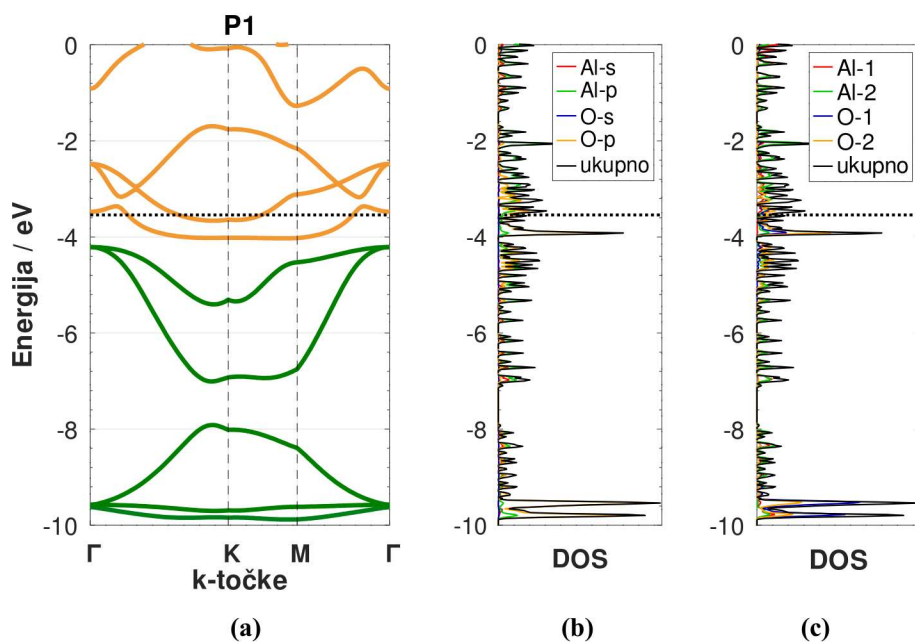 P1
Energija / eV
0
-2
-4
-6
-8
-10
Γ
K
M
Γ
k-točke
(a)
0
-2
-4
-6
-8
-10
Al-s
Al-p
O-s
O-p
ukupno
DOS
(b)
0
-2
-4
-6
-8
-10
Al-1
Al-2
O-1
O-2
ukupno
DOS
(c)